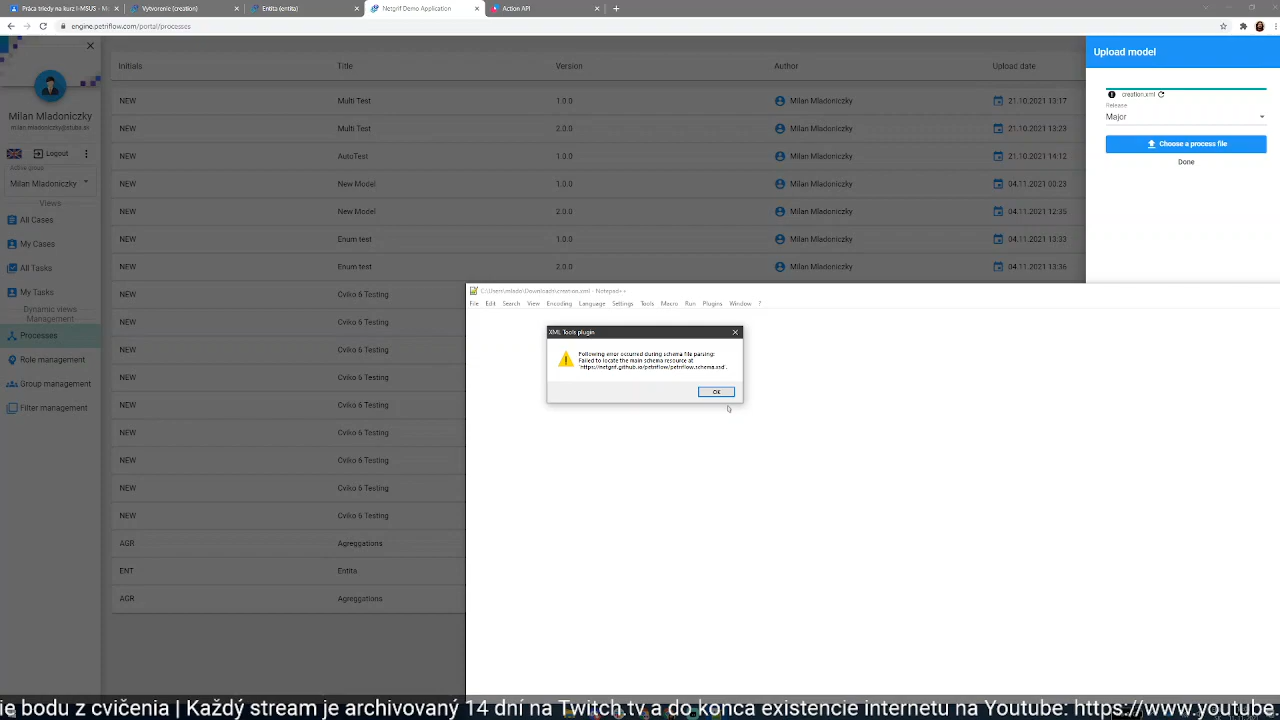 Práca triedy na kurz I-MSUS - M
Vytvorenie (creation)
Entita (entita)
Netgrif Demo Application
Action API
engine.petriflow.com/portal/processes
Milan Mladoniczky
milan.mladoniczky@stuba.sk
Logout
Active group
Milan Mladoniczky
Views
All Cases
My Cases
All Tasks
My Tasks
Dynamic views
Management
Processes
Role management
Group management
Filter management
Initials Title Version Author Upload date
NEW Multi Test 1.0.0 Milan Mladoniczky 21.10.2021 13:17
NEW Multi Test 2.0.0 Milan Mladoniczky 21.10.2021 13:23
NEW AutoTest 1.0.0 Milan Mladoniczky 21.10.2021 14:12
NEW New Model 1.0.0 Milan Mladoniczky 04.11.2021 00:23
NEW New Model 2.0.0 Milan Mladoniczky 04.11.2021 12:35
NEW Enum test 1.0.0 Milan Mladoniczky 04.11.2021 13:33
NEW Enum test 2.0.0 Milan Mladoniczky 04.11.2021 13:36
NEW Cviko 6 Testing
NEW Cviko 6 Testing
NEW Cviko 6 Testing
NEW Cviko 6 Testing
NEW Cviko 6 Testing
NEW Cviko 6 Testing
NEW Cviko 6 Testing
NEW Cviko 6 Testing
NEW Cviko 6 Testing
AGR Agreggations
ENT Entita
AGR Agreggations
Upload model
creation.xml
Release
Major
Choose a process file
Done
C:\Users\mlado\Downloads\creation.xml - Notepad++
File Edit Search View Encoding Language Settings Tools Macro Run Plugins Window ?
XML Tools plugin
Following error occurred during schema file parsing:
Failed to locate the main schema resource at
'https://netgrif.github.io/petriflow/petriflow.schema.xsd'.
OK
ie bodu z cvičenia | Každý stream je archivovaný 14 dní na Twitch.tv a do konca existencie internetu na Youtube: https://www.youtube